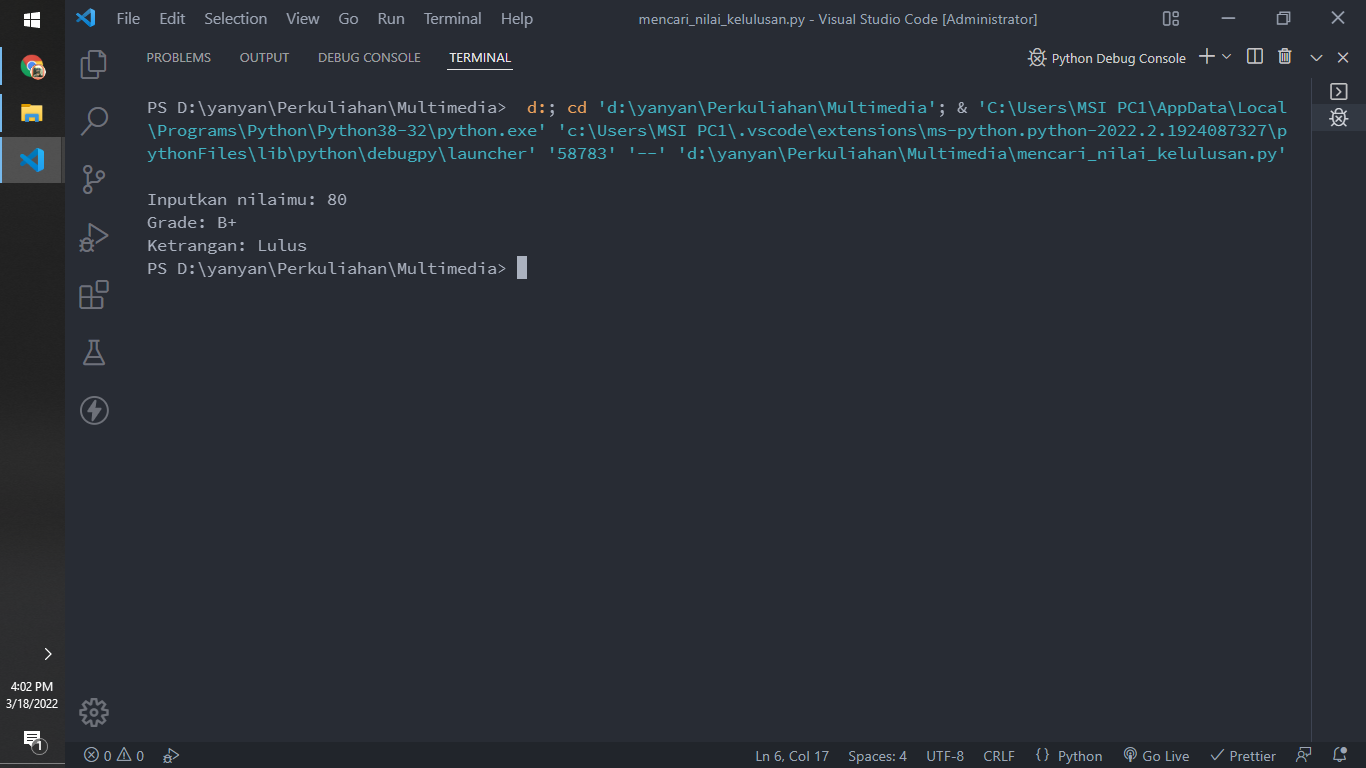 File Edit Selection View Go Run Terminal Help mencari_nilai_kelulusan.py - Visual Studio Code [Administrator]
PROBLEMS OUTPUT DEBUG CONSOLE TERMINAL Python Debug Console
PS D:\yanyan\Perkuliahan\Multimedia>  d:; cd 'd:\yanyan\Perkuliahan\Multimedia'; & 'C:\Users\MSI PC1\AppData\Local
\Programs\Python\Python38-32\python.exe' 'c:\Users\MSI PC1\.vscode\extensions\ms-python.python-2022.2.1924087327\p
ythonFiles\lib\python\debugpy\launcher' '58783' '--' 'd:\yanyan\Perkuliahan\Multimedia\mencari_nilai_kelulusan.py'
Inputkan nilaimu: 80
Grade: B+
Ketrangan: Lulus
PS D:\yanyan\Perkuliahan\Multimedia>
4:02 PM
3/18/2022
1
0 0 Ln 6, Col 17 Spaces: 4 UTF-8 CRLF { } Python Go Live Prettier